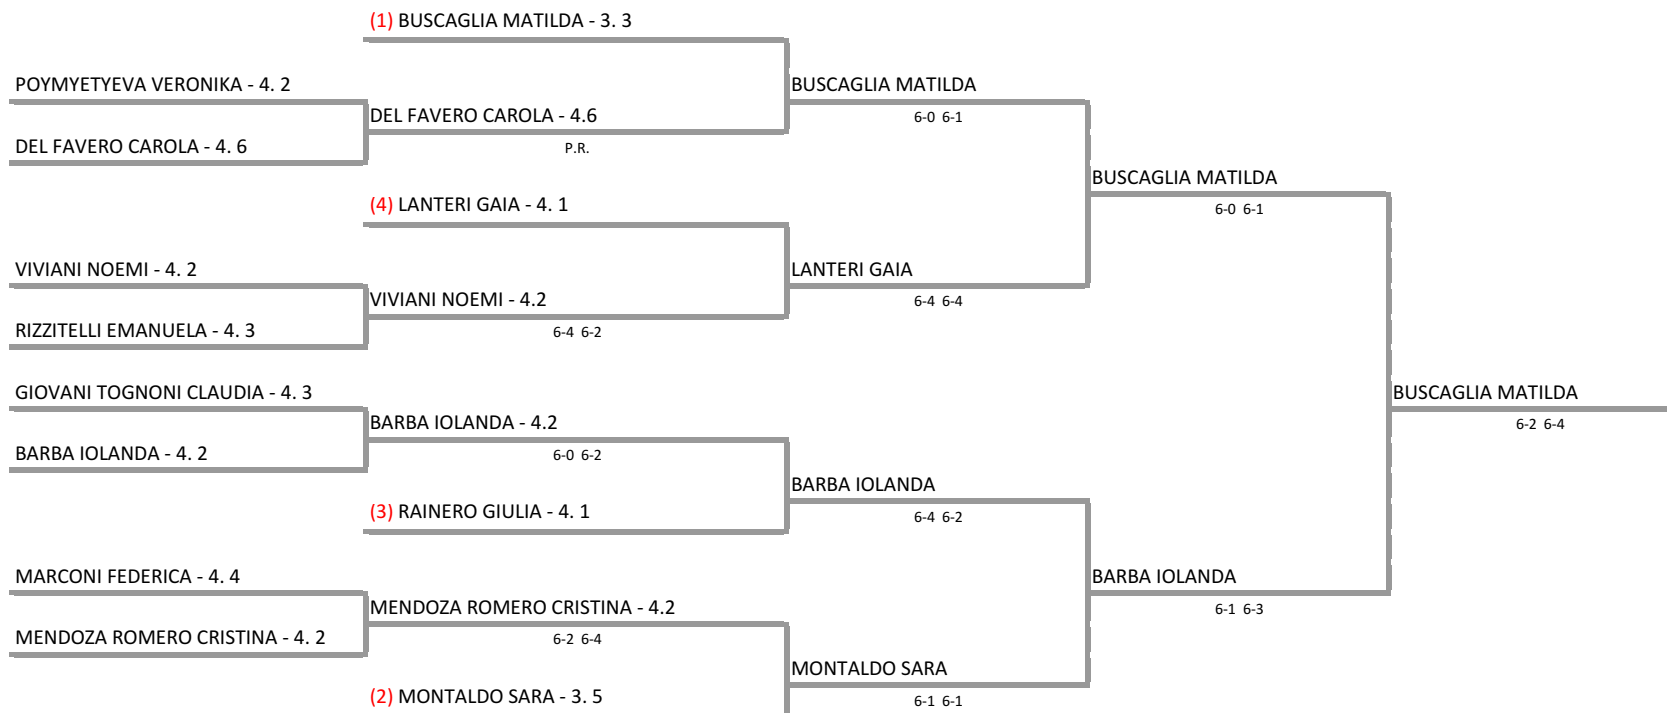 (1) BUSCAGLIA MATILDA - 3. 3
POYMYETYEVA VERONIKA - 4. 2
BUSCAGLIA MATILDA
DEL FAVERO CAROLA - 4.6
6-0 6-1
DEL FAVERO CAROLA - 4. 6
P.R.
BUSCAGLIA MATILDA
(4) LANTERI GAIA - 4. 1
6-0 6-1
VIVIANI NOEMI - 4. 2
LANTERI GAIA
VIVIANI NOEMI - 4.2
6-4 6-4
RIZZITELLI EMANUELA - 4. 3
6-4 6-2
GIOVANI TOGNONI CLAUDIA - 4. 3
BUSCAGLIA MATILDA
BARBA IOLANDA - 4.2
6-2 6-4
BARBA IOLANDA - 4. 2
6-0 6-2
BARBA IOLANDA
(3) RAINERO GIULIA - 4. 1
6-4 6-2
MARCONI FEDERICA - 4. 4
BARBA IOLANDA
MENDOZA ROMERO CRISTINA - 4.2
6-1 6-3
MENDOZA ROMERO CRISTINA - 4. 2
6-2 6-4
MONTALDO SARA
(2) MONTALDO SARA - 3. 5
6-1 6-1